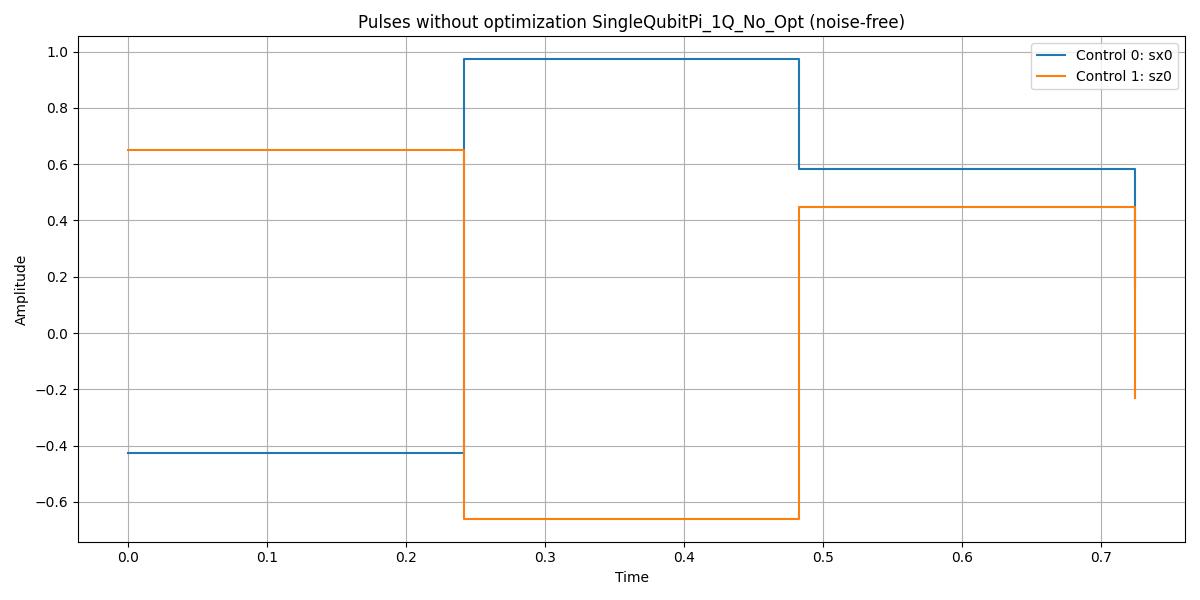 Pulses without optimization SingleQubitPi_1Q_No_Opt (noise-free)
Control 0: sx0
Control 1: sz0
Amplitude
1.0
0.8
0.6
0.4
0.2
0.0
−0.2
−0.4
−0.6
0.0 0.1 0.2 0.3 0.4 0.5 0.6 0.7
Time